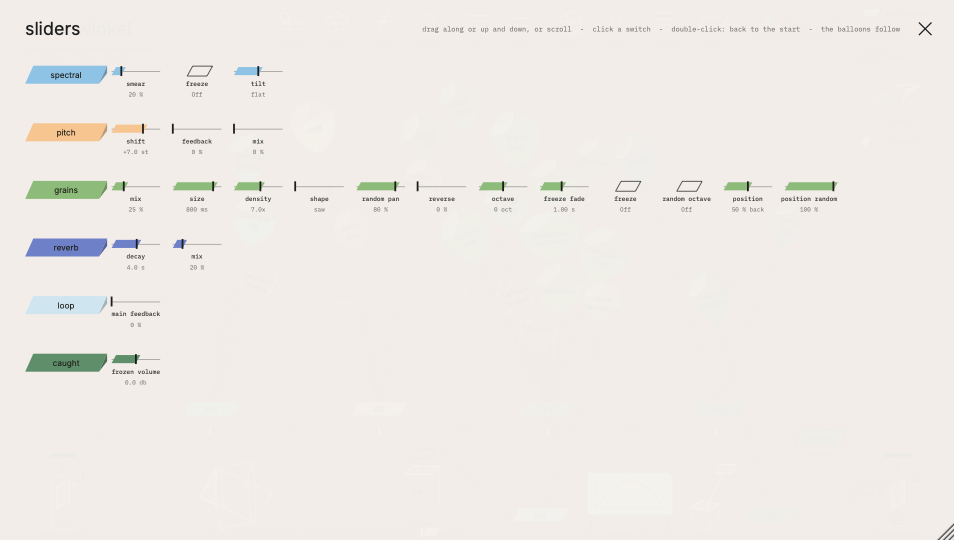 sliders
drag along or up and down, or scroll - click a switch - double-click: back to the start - the balloons follow
spectral
smear
20 %
freeze
Off
tilt
flat
pitch
shift
+7.0 st
feedback
0 %
mix
0 %
grains
mix
25 %
size
800 ms
density
7.0x
shape
saw
random pan
80 %
reverse
0 %
octave
0 oct
freeze fade
1.00 s
freeze
Off
random octave
Off
position
50 % back
position random
100 %
reverb
decay
4.0 s
mix
20 %
loop
main feedback
0 %
caught
frozen volume
0.0 db